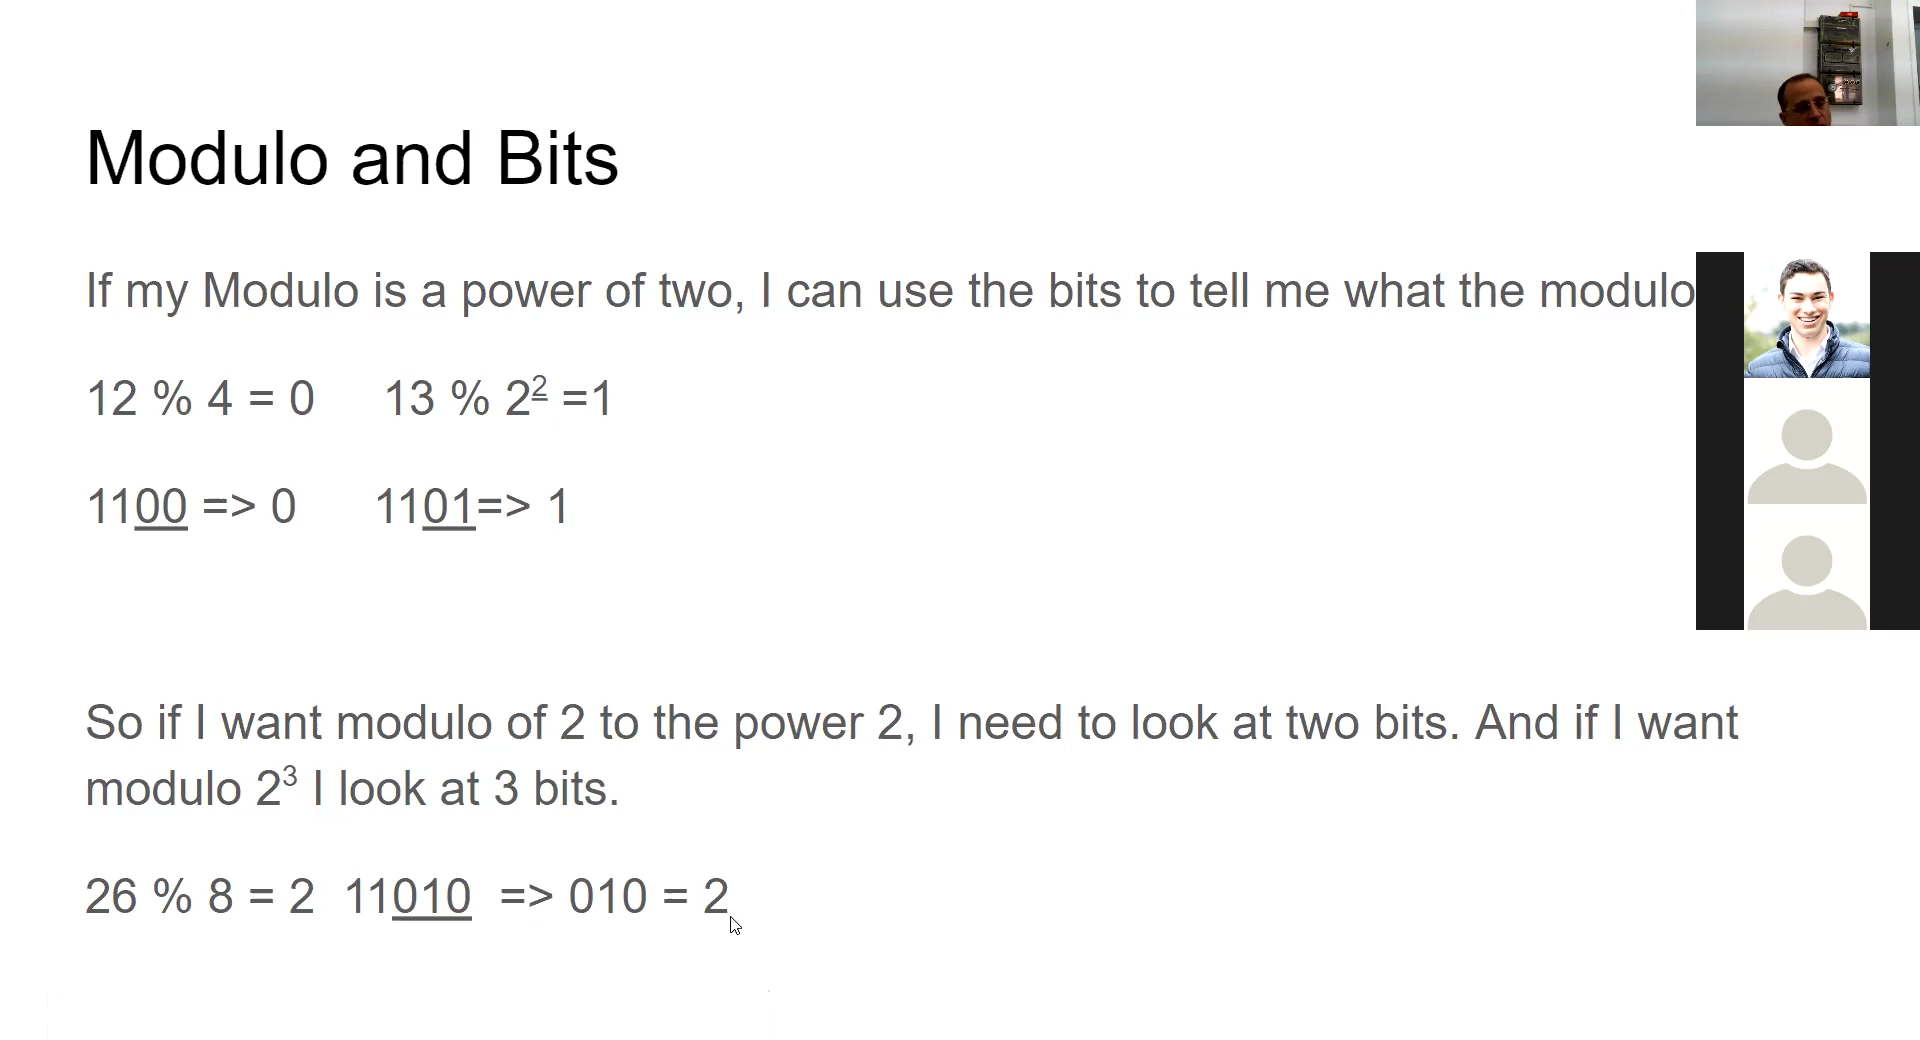 Modulo and Bits
If my Modulo is a power of two, I can use the bits to tell me what the modulo
12 % 4 = 0 13 % 2² =1
1100 => 0 1101=> 1
So if I want modulo of 2 to the power 2, I need to look at two bits. And if I want
modulo 2³ I look at 3 bits.
26 % 8 = 2 11010 => 010 = 2